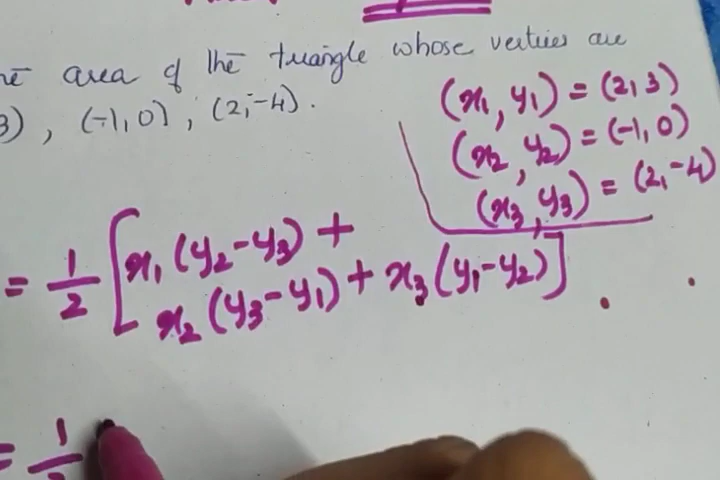 area of the triangle whose vertices are
3), (-1, 0), (2, -4).
(x₁, y₁) = (2, 3)
(x₂, y₂) = (-1, 0)
(x₃, y₃) = (2, -4)
= 1/2 [x₁ (y₂-y₃) +
x₂ (y₃-y₁) + x₃ (y₁-y₂)]
= 1/2